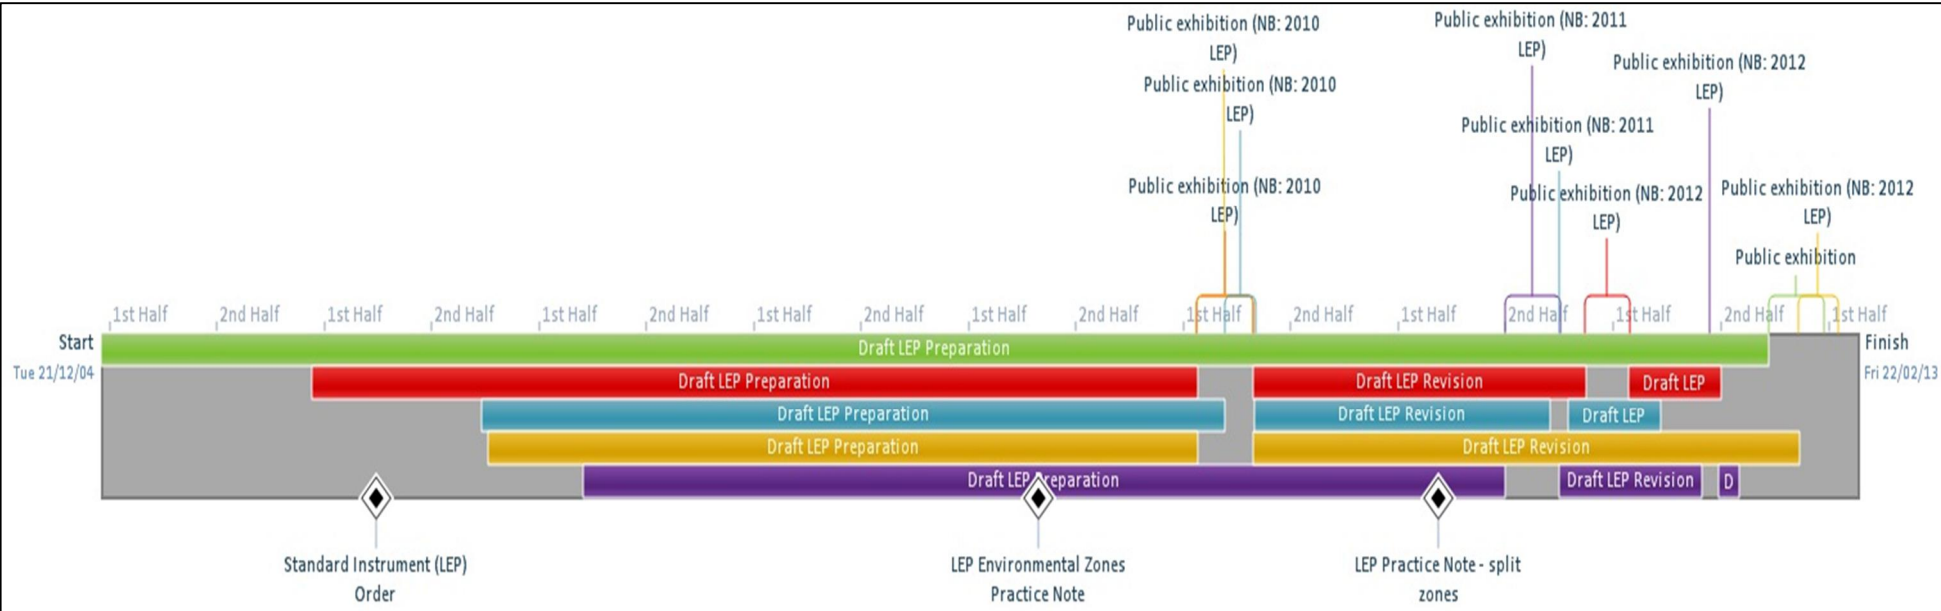 Public exhibition (NB: 2010
LEP)
Public exhibition (NB: 2011
LEP)
Public exhibition (NB: 2012
LEP)
Public exhibition (NB: 2010
LEP)
Public exhibition (NB: 2011
LEP)
Public exhibition (NB: 2010
LEP)
Public exhibition (NB: 2012
LEP)
Public exhibition (NB: 2012
LEP)
Public exhibition
1st Half 2nd Half 1st Half 2nd Half 1st Half 2nd Half 1st Half 2nd Half 1st Half 2nd Half 1st Half 2nd Half 1st Half 2nd Half 1st Half 2nd Half 1st Half
Start
Tue 21/12/04
Finish
Fri 22/02/13
Draft LEP Preparation
Draft LEP Preparation Draft LEP Revision Draft LEP
Draft LEP Preparation Draft LEP Revision Draft LEP
Draft LEP Preparation Draft LEP Revision
Draft LEP Preparation Draft LEP Revision D
Standard Instrument (LEP)
Order
LEP Environmental Zones
Practice Note
LEP Practice Note - split
zones